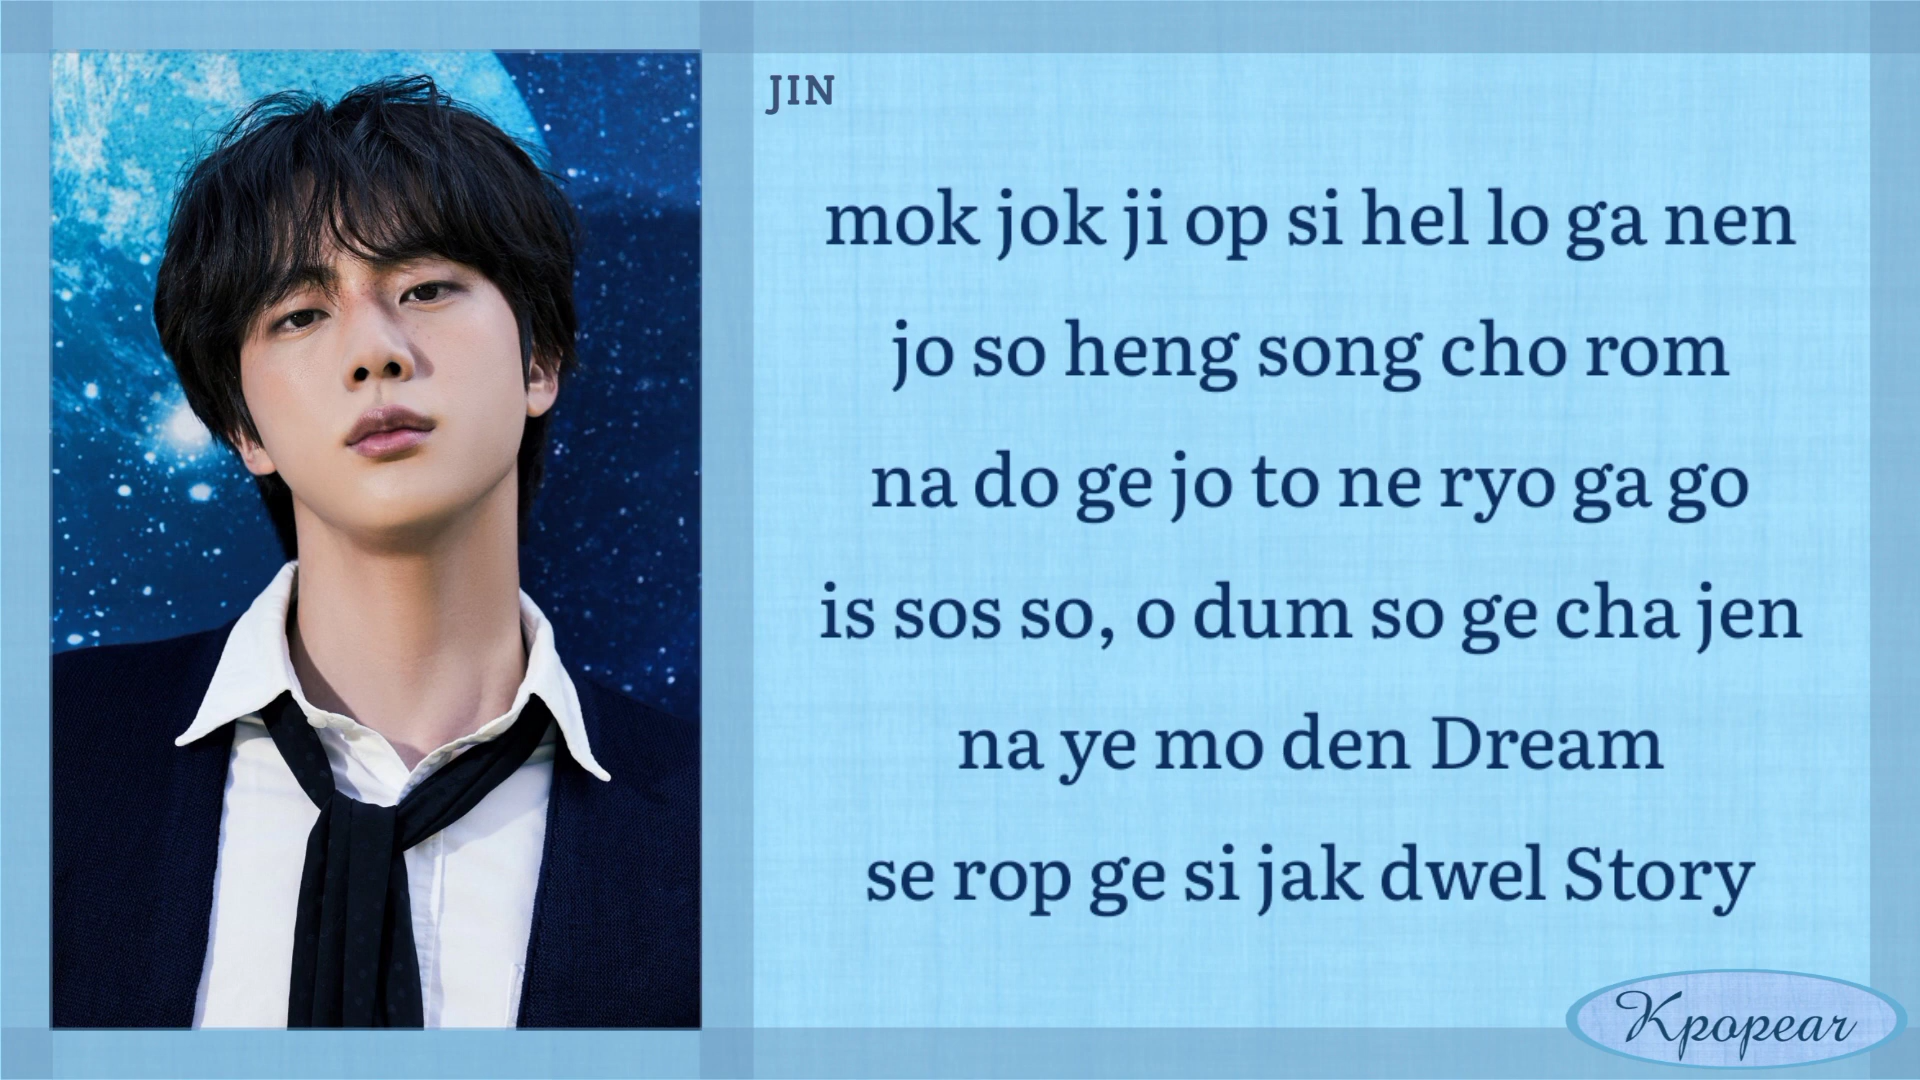 JIN
mok jok ji op si hel lo ga nen
jo so heng song cho rom
na do ge jo to ne ryo ga go
is sos so, o dum so ge cha jen
na ye mo den Dream
se rop ge si jak dwel Story
Kpopear